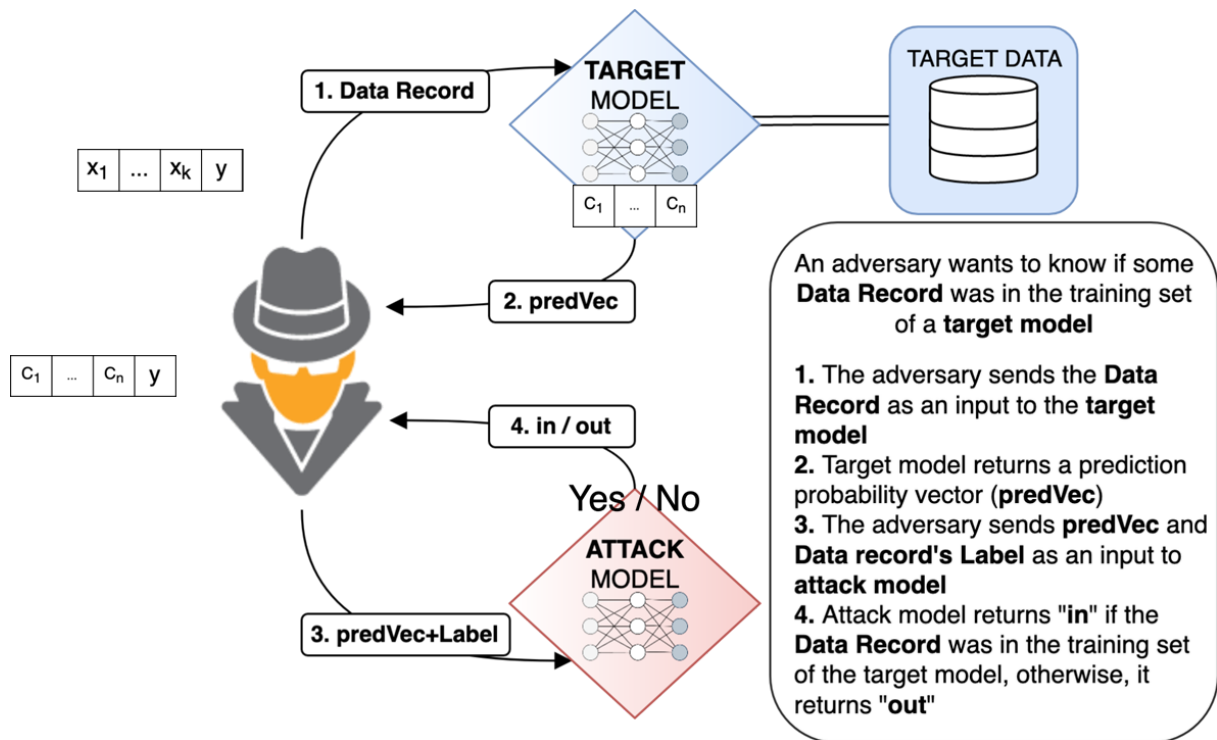 TARGET
MODEL
TARGET DATA
1. Data Record
x1 ... xk y
C1 ... Cn
2. predVec
C1 ... Cn y
4. in / out
Yes / No
ATTACK
MODEL
3. predVec+Label
An adversary wants to know if some
Data Record was in the training set
of a target model
1. The adversary sends the Data
Record as an input to the target
model
2. Target model returns a prediction
probability vector (predVec)
3. The adversary sends predVec and
Data record's Label as an input to
attack model
4. Attack model returns "in" if the
Data Record was in the training set
of the target model, otherwise, it
returns "out"